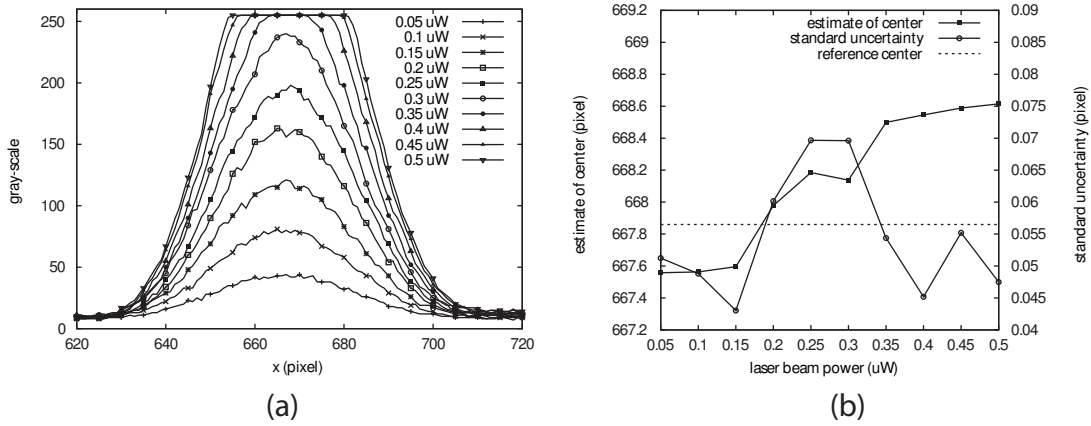 250
200
150
100
50
0
gray-scale
620
640
660
680
700
720
x (pixel)
0.05 uW
0.1 uW
0.15 uW
0.2 uW
0.25 uW
0.3 uW
0.35 uW
0.4 uW
0.45 uW
0.5 uW
(a)
669.2
669
668.8
668.6
668.4
668.2
668
667.8
667.6
667.4
667.2
estimate of center (pixel)
estimate of center
standard uncertainty
reference center
0.09
0.085
0.08
0.075
0.07
0.065
0.06
0.055
0.05
0.045
0.04
standard uncertainty (pixel)
0.05
0.1
0.15
0.2
0.25
0.3
0.35
0.4
0.45
0.5
laser beam power (uW)
(b)